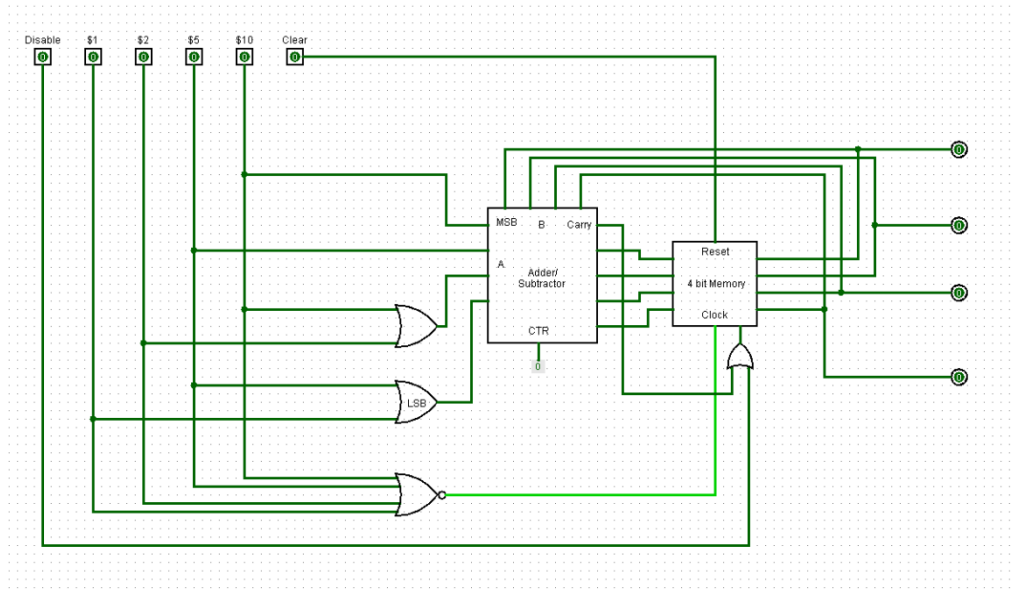 Disable $1 $2 $5 $10 Clear
0 0 0 0 0 0
0
MSB B Carry
0
Reset
A
Adder/
Subtractor
4 bit Memory
0
Clock
CTR
0
0
LSB